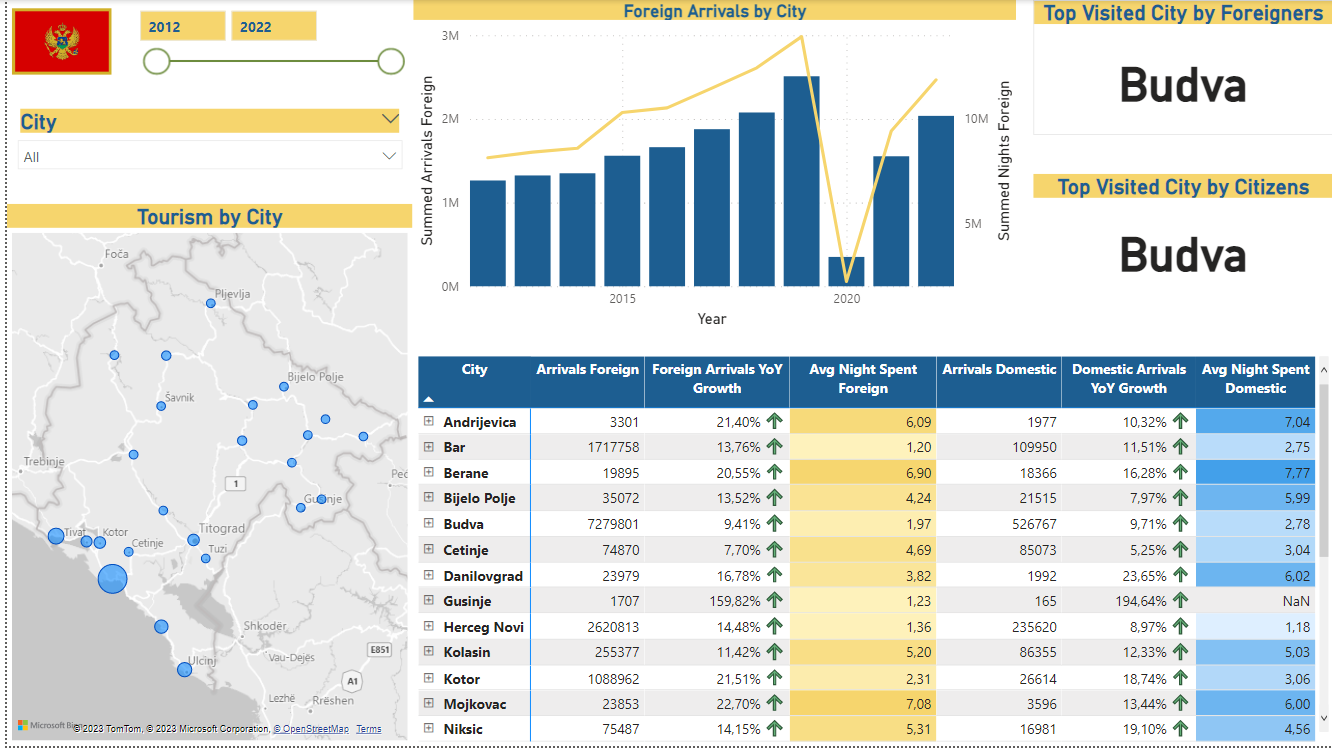 2012 2022
City
All
Tourism by City
Foča
Pljevlja
Bijelo Polje
Šavnik
Trebinje
1
Gusinje
Titograd
Tivat
Kotor
Cetinje
Tuzi
Shkodër
E851
Ulcinj
Vau-Dejës
A1
Lezhë
Rrëshen
© 2023 TomTom, © 2023 Microsoft Corporation, © OpenStreetMap Terms
Foreign Arrivals by City
Summed Arrivals Foreign
3M
2M
1M
0M
10M
5M
Summed Nights Foreign
2015 2020
Year
Top Visited City by Foreigners
Budva
Top Visited City by Citizens
Budva
City Arrivals Foreign Foreign Arrivals YoY Growth Avg Night Spent Foreign Arrivals Domestic Domestic Arrivals YoY Growth Avg Night Spent Domestic
Andrijevica 3301 21,40% 6,09 1977 10,32% 7,04
Bar 1717758 13,76% 1,20 109950 11,51% 2,75
Berane 19895 20,55% 6,90 18366 16,28% 7,77
Bijelo Polje 35072 13,52% 4,24 21515 7,97% 5,99
Budva 7279801 9,41% 1,97 526767 9,71% 2,78
Cetinje 74870 7,70% 4,69 85073 5,25% 3,04
Danilovgrad 23979 16,78% 3,82 1992 23,65% 6,02
Gusinje 1707 159,82% 1,23 165 194,64% NaN
Herceg Novi 2620813 14,48% 1,36 235620 8,97% 1,18
Kolasin 255377 11,42% 5,20 86355 12,33% 5,03
Kotor 1088962 21,51% 2,31 26614 18,74% 3,06
Mojkovac 23853 22,70% 7,08 3596 13,44% 6,00
Niksic 75487 14,15% 5,31 16981 19,10% 4,56